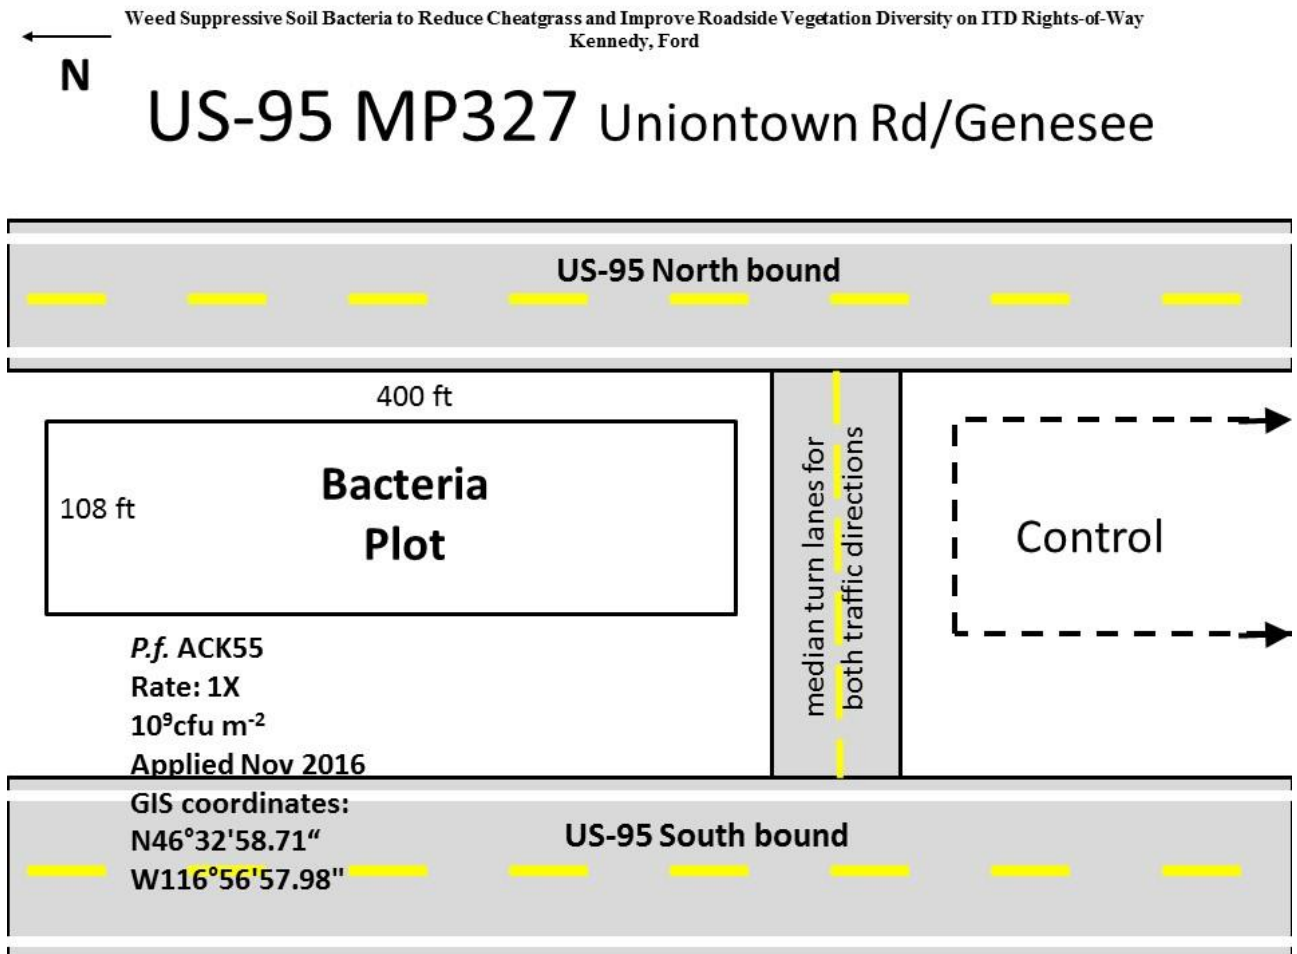 Weed Suppressive Soil Bacteria to Reduce Cheatgrass and Improve Roadside Vegetation Diversity on ITD Rights-of-Way
Kennedy, Ford
N
US-95 MP327 Uniontown Rd/Genesee
US-95 North bound
400 ft
108 ft
Bacteria
Plot
median turn lanes for
both traffic directions
Control
P.f. ACK55
Rate: 1X
10⁹cfu m⁻²
Applied Nov 2016
GIS coordinates:
N46°32'58.71“
W116°56'57.98"
US-95 South bound